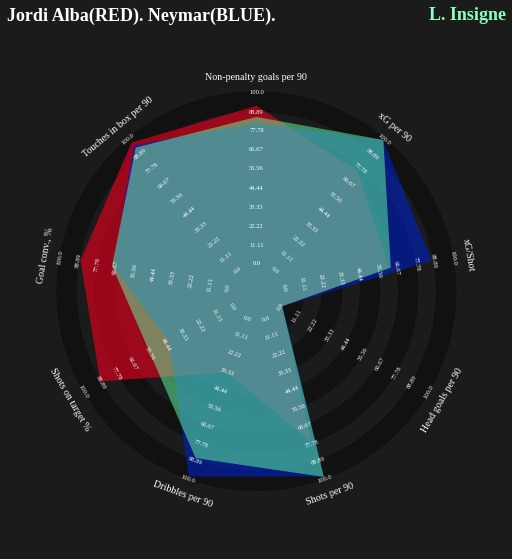 Jordi Alba(RED). Neymar(BLUE).
L. Insigne
Non-penalty goals per 90
xG per 90
xG/Shot
Head goals per 90
Shots per 90
Dribbles per 90
Shots on target %
Goal conv., %
Touches in box per 90
100.0
88.89
77.78
66.67
55.56
44.44
33.33
22.22
11.11
0.0